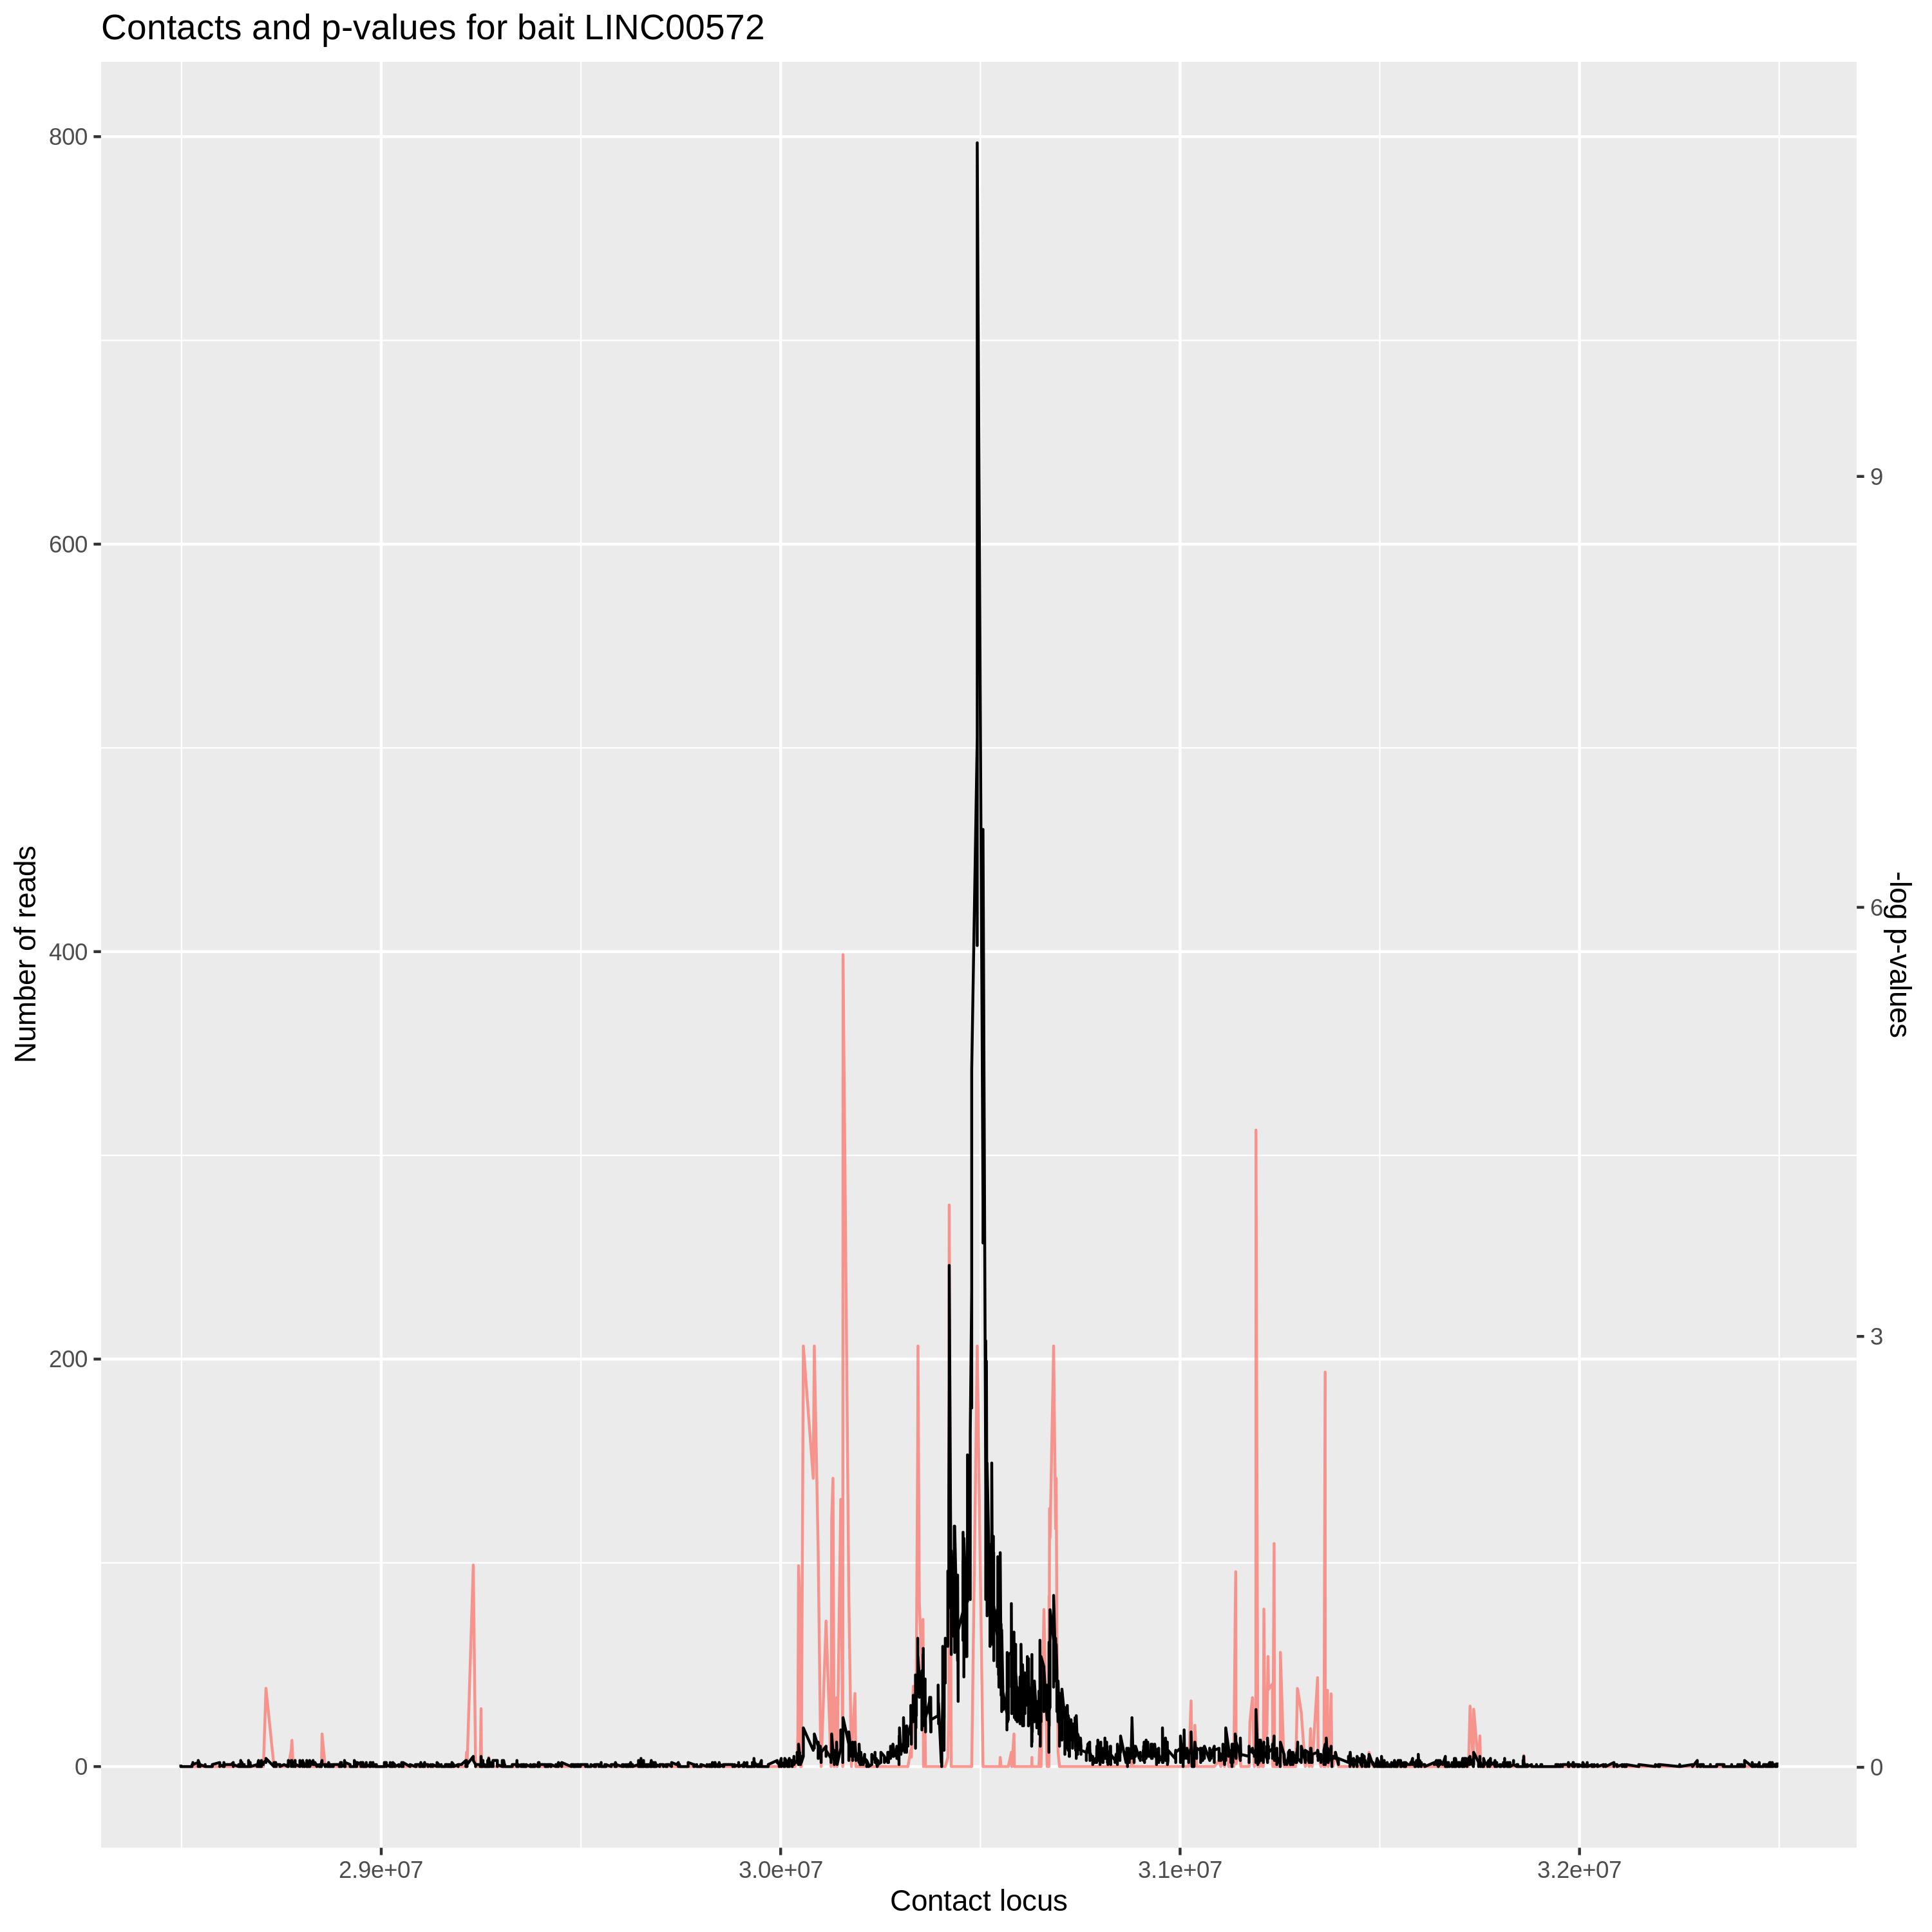 Contacts and p-values for bait LINC00572
800
600
400
200
0
Number of reads
9
6
3
0
-log p-values
2.9e+07
3.0e+07
3.1e+07
3.2e+07
Contact locus